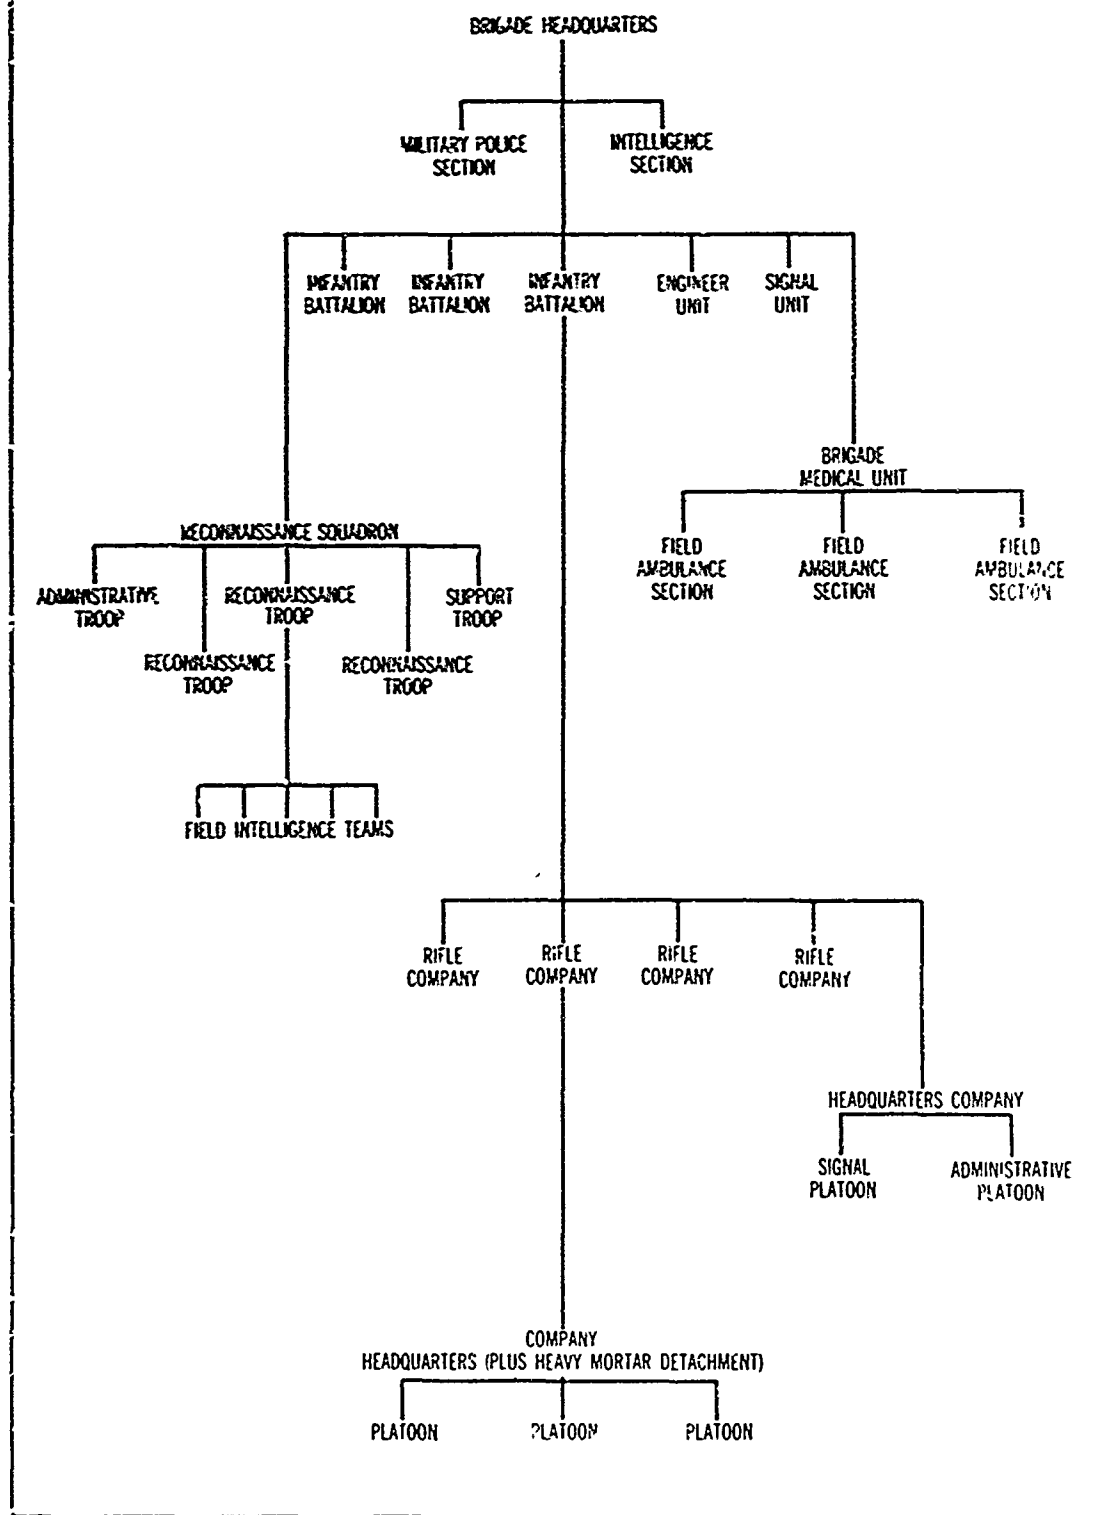 BRIGADE HEADQUARTERS
MILITARY POLICE
SECTION
INTELLIGENCE
SECTION
INFANTRY
BATTALION
INFANTRY
BATTALION
INFANTRY
BATTALION
ENGINEER
UNIT
SIGNAL
UNIT
BRIGADE
MEDICAL UNIT
FIELD
AMBULANCE
SECTION
FIELD
AMBULANCE
SECTION
FIELD
AMBULANCE
SECTION
RECONNAISSANCE SQUADRON
ADMINISTRATIVE
TROOP
RECONNAISSANCE
TROOP
SUPPORT
TROOP
RECONNAISSANCE
TROOP
RECONNAISSANCE
TROOP
FIELD INTELLIGENCE TEAMS
RIFLE
COMPANY
RIFLE
COMPANY
RIFLE
COMPANY
RIFLE
COMPANY
HEADQUARTERS COMPANY
SIGNAL
PLATOON
ADMINISTRATIVE
PLATOON
COMPANY
HEADQUARTERS (PLUS HEAVY MORTAR DETACHMENT)
PLATOON
PLATOON
PLATOON